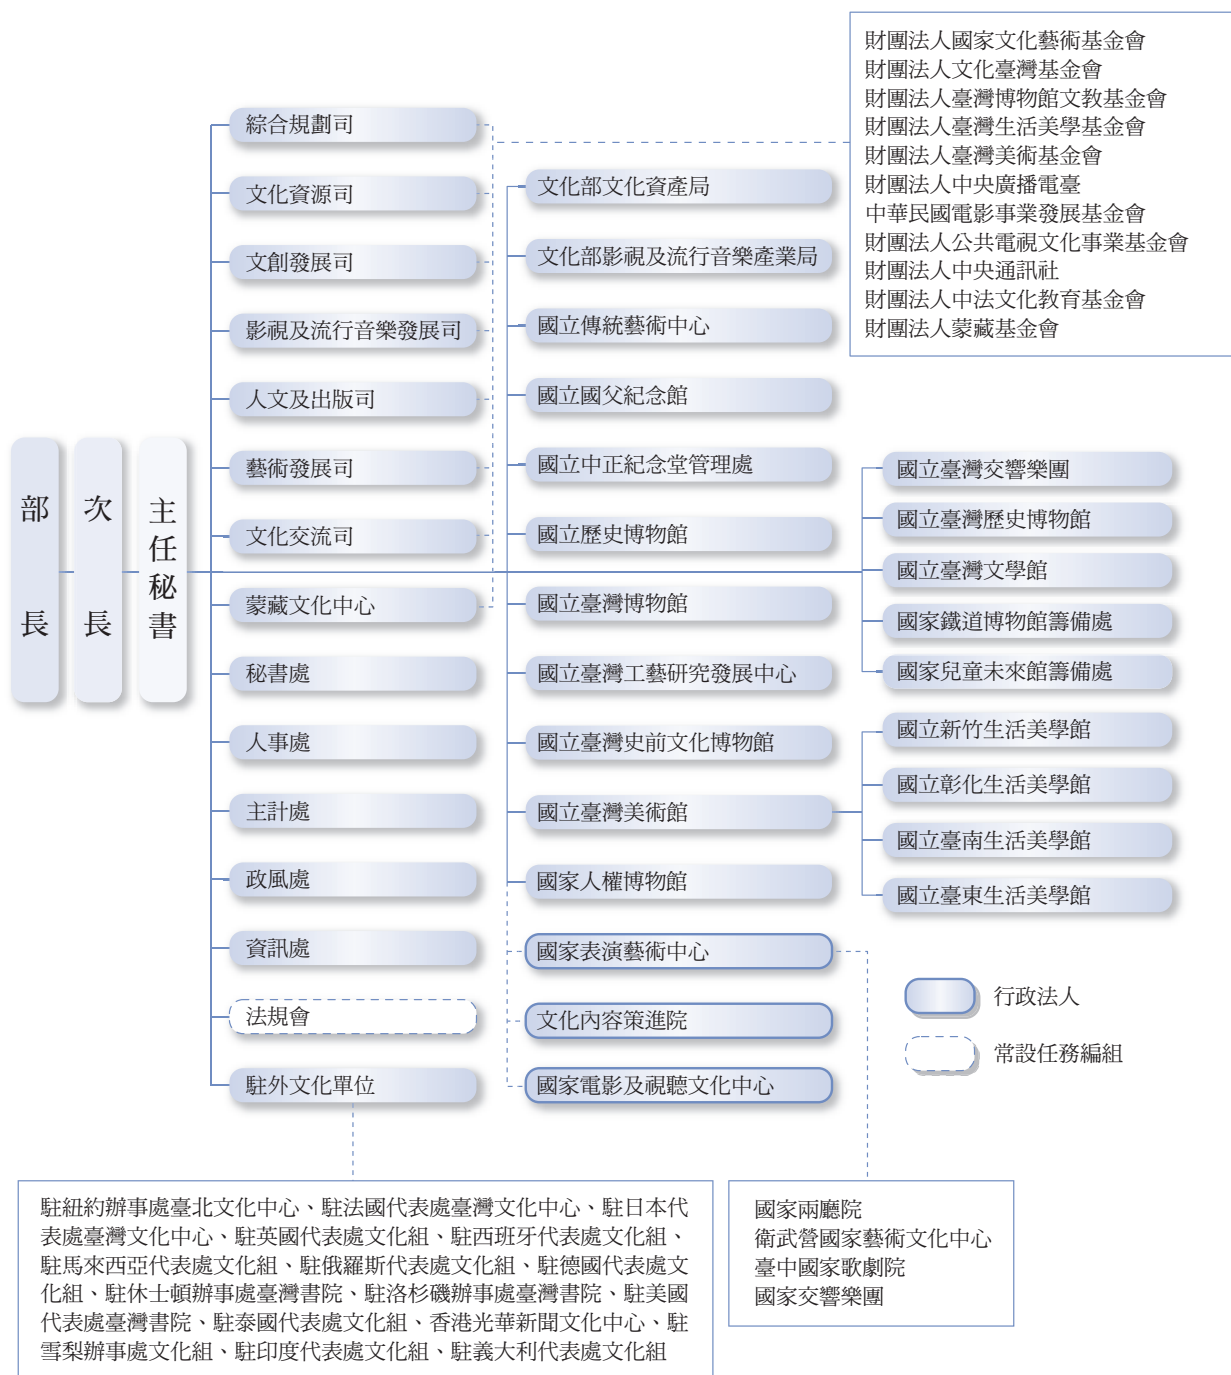 部長
次長
主任秘書
綜合規劃司
文化資源司
文創發展司
影視及流行音樂發展司
人文及出版司
藝術發展司
文化交流司
蒙藏文化中心
秘書處
人事處
主計處
政風處
資訊處
法規會
駐外文化單位
文化部文化資產局
文化部影視及流行音樂產業局
國立傳統藝術中心
國立國父紀念館
國立中正紀念堂管理處
國立歷史博物館
國立臺灣博物館
國立臺灣工藝研究發展中心
國立臺灣史前文化博物館
國立臺灣美術館
國家人權博物館
國家表演藝術中心
文化內容策進院
國家電影及視聽文化中心
財團法人國家文化藝術基金會
財團法人文化臺灣基金會
財團法人臺灣博物館文教基金會
財團法人臺灣生活美學基金會
財團法人臺灣美術基金會
財團法人中央廣播電臺
中華民國電影事業發展基金會
財團法人公共電視文化事業基金會
財團法人中央通訊社
財團法人中法文化教育基金會
財團法人蒙藏基金會
國立臺灣交響樂團
國立臺灣歷史博物館
國立臺灣文學館
國家鐵道博物館籌備處
國家兒童未來館籌備處
國立新竹生活美學館
國立彰化生活美學館
國立臺南生活美學館
國立臺東生活美學館
行政法人
常設任務編組
駐紐約辦事處臺北文化中心、駐法國代表處臺灣文化中心、駐日本代
表處臺灣文化中心、駐英國代表處文化組、駐西班牙代表處文化組、
駐馬來西亞代表處文化組、駐俄羅斯代表處文化組、駐德國代表處文
化組、駐休士頓辦事處臺灣書院、駐洛杉磯辦事處臺灣書院、駐美國
代表處臺灣書院、駐泰國代表處文化組、香港光華新聞文化中心、駐
雪梨辦事處文化組、駐印度代表處文化組、駐義大利代表處文化組
國家兩廳院
衛武營國家藝術文化中心
臺中國家歌劇院
國家交響樂團